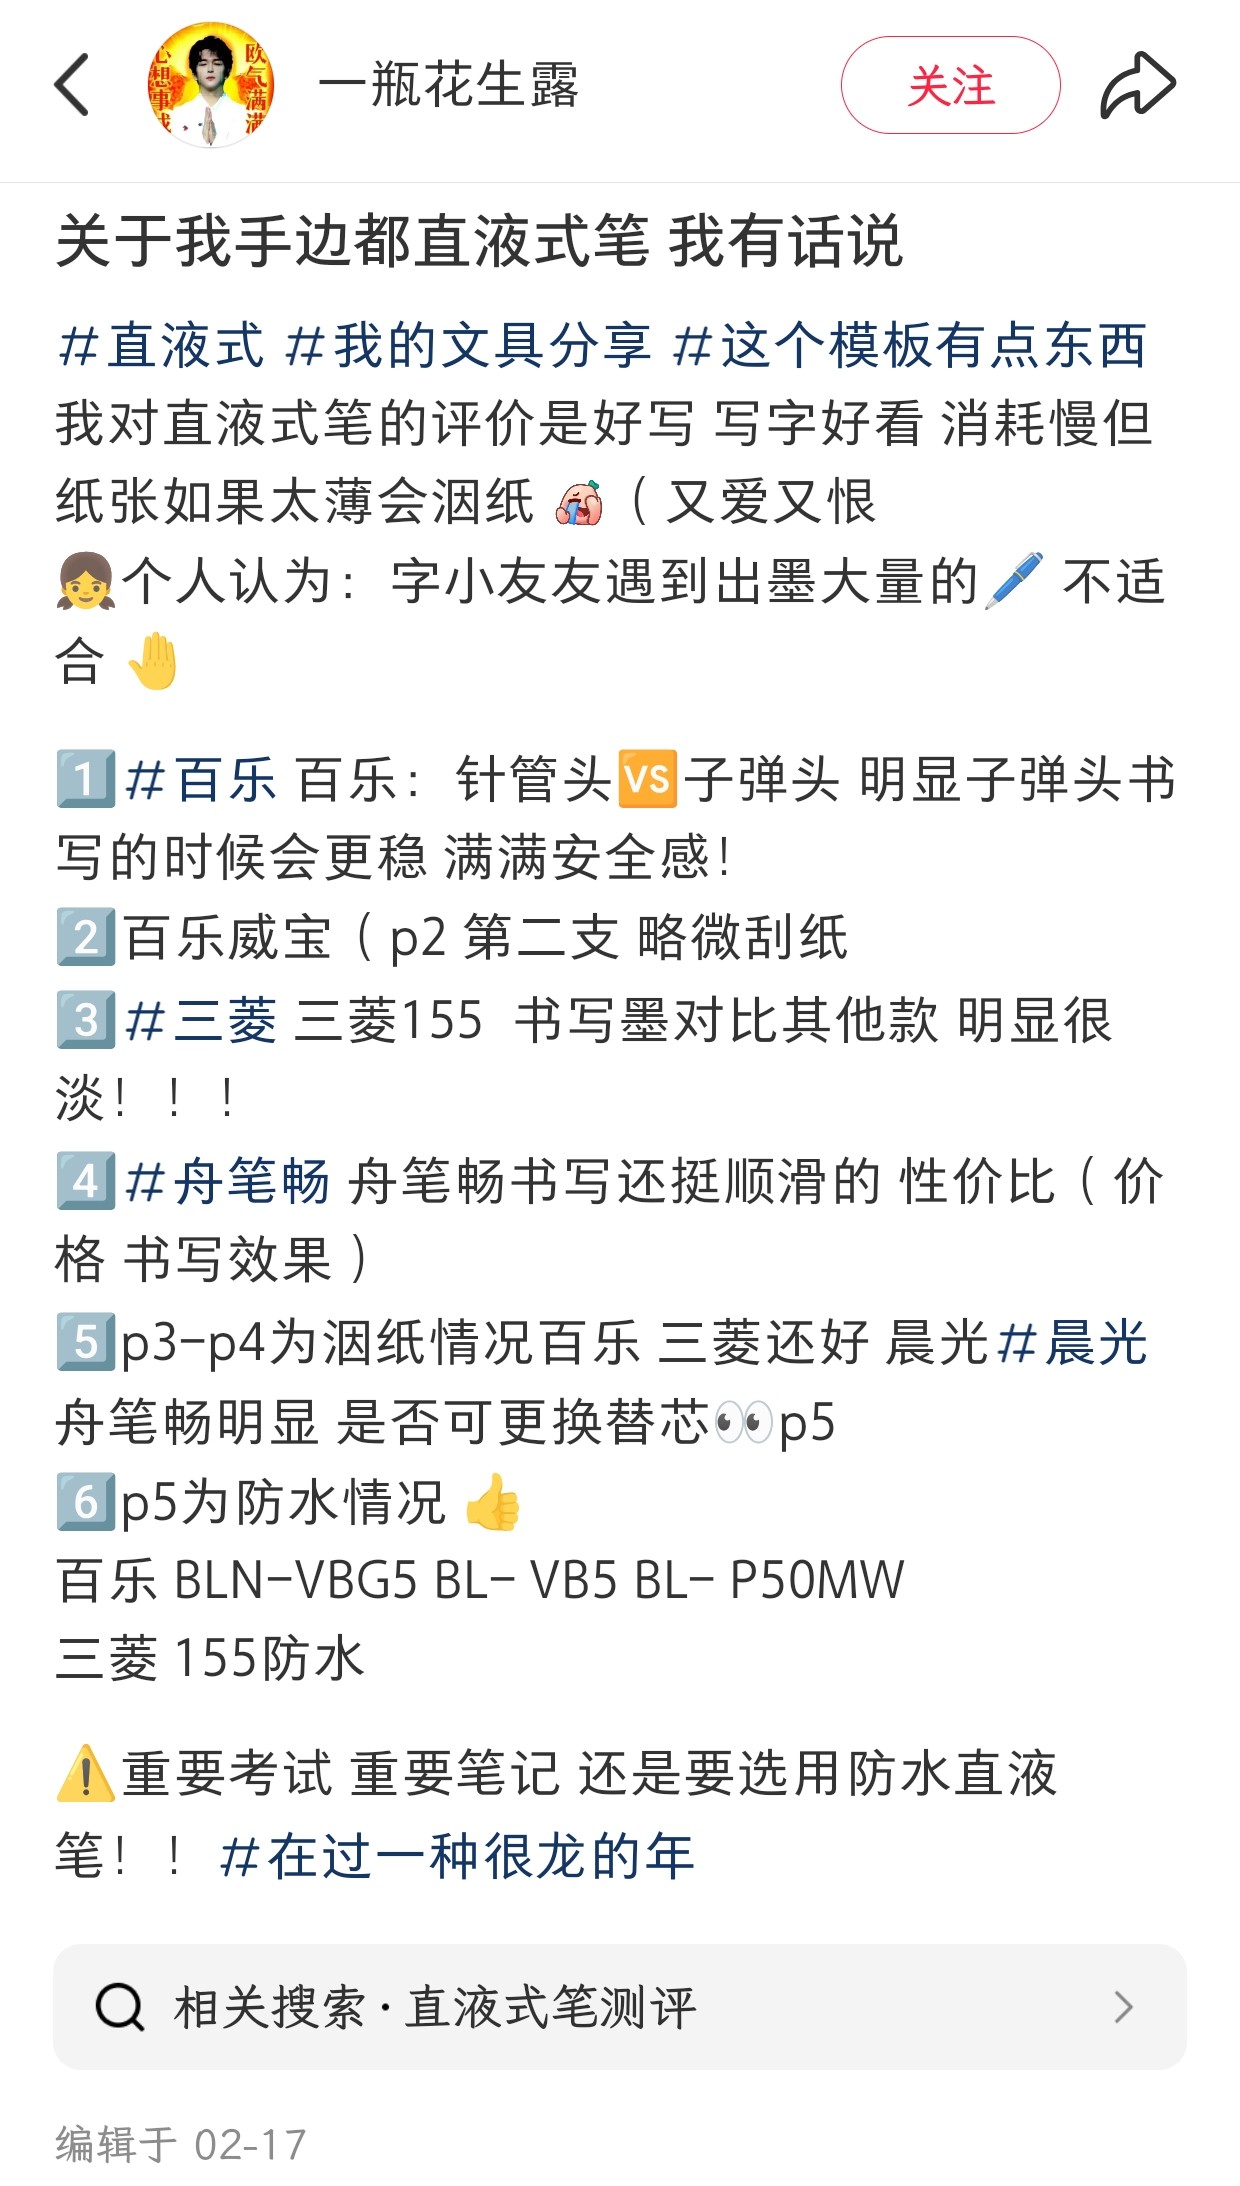 一瓶花生露
关注
心想事成
欧气满满
关于我手边都直液式笔 我有话说
#直液式 #我的文具分享 #这个模板有点东西
我对直液式笔的评价是好写 写字好看 消耗慢但
纸张如果太薄会洇纸 （ 又爱又恨
👧个人认为：字小友友遇到出墨大量的🖊️ 不适
合 🤚
1️⃣#百乐 百乐：针管头🆚子弹头 明显子弹头书
写的时候会更稳 满满安全感！
2️⃣百乐威宝（ p2 第二支 略微刮纸
3️⃣#三菱 三菱155 书写墨对比其他款 明显很
淡！！！
4️⃣#舟笔畅 舟笔畅书写还挺顺滑的 性价比（ 价
格 书写效果 ）
5️⃣p3-p4为洇纸情况百乐 三菱还好 晨光#晨光
舟笔畅明显 是否可更换替芯👀p5
6️⃣p5为防水情况 👍
百乐 BLN-VBG5 BL- VB5 BL- P50MW
三菱 155防水
⚠️重要考试 重要笔记 还是要选用防水直液
笔！！ #在过一种很龙的年
相关搜索·直液式笔测评
编辑于 02-17